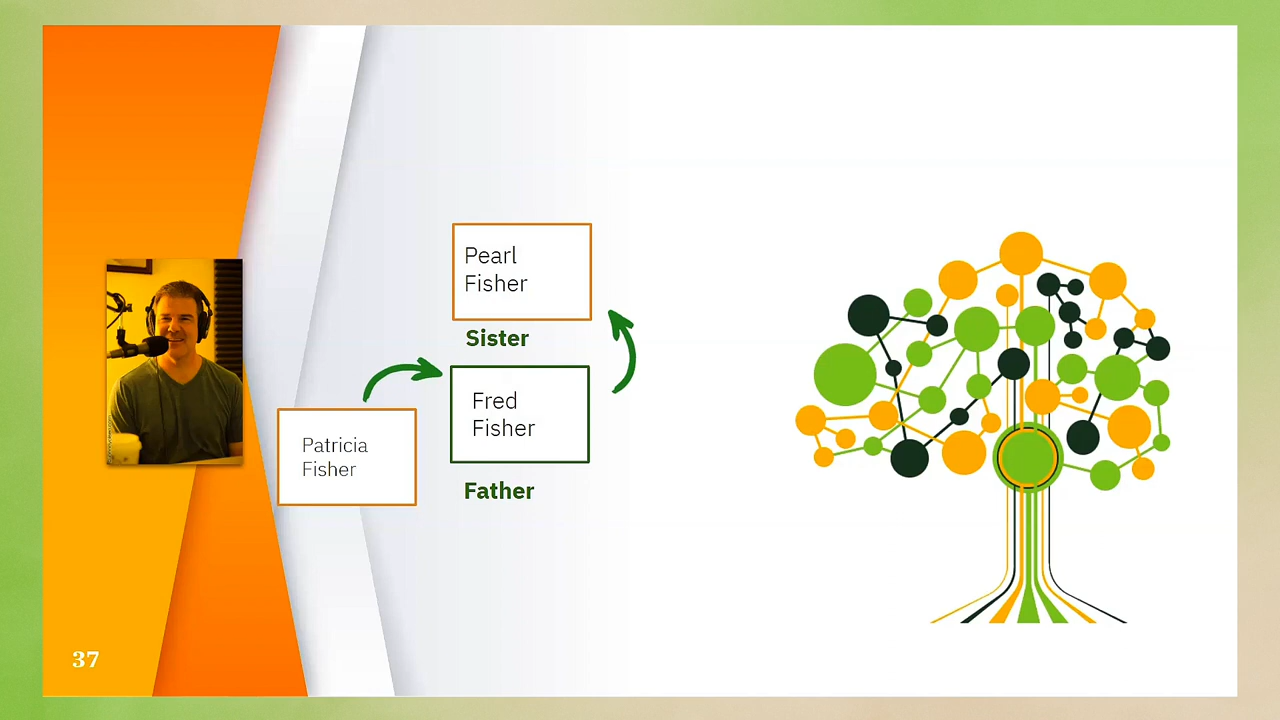 Pearl
Fisher
Sister
Fred
Fisher
Father
Patricia
Fisher
37